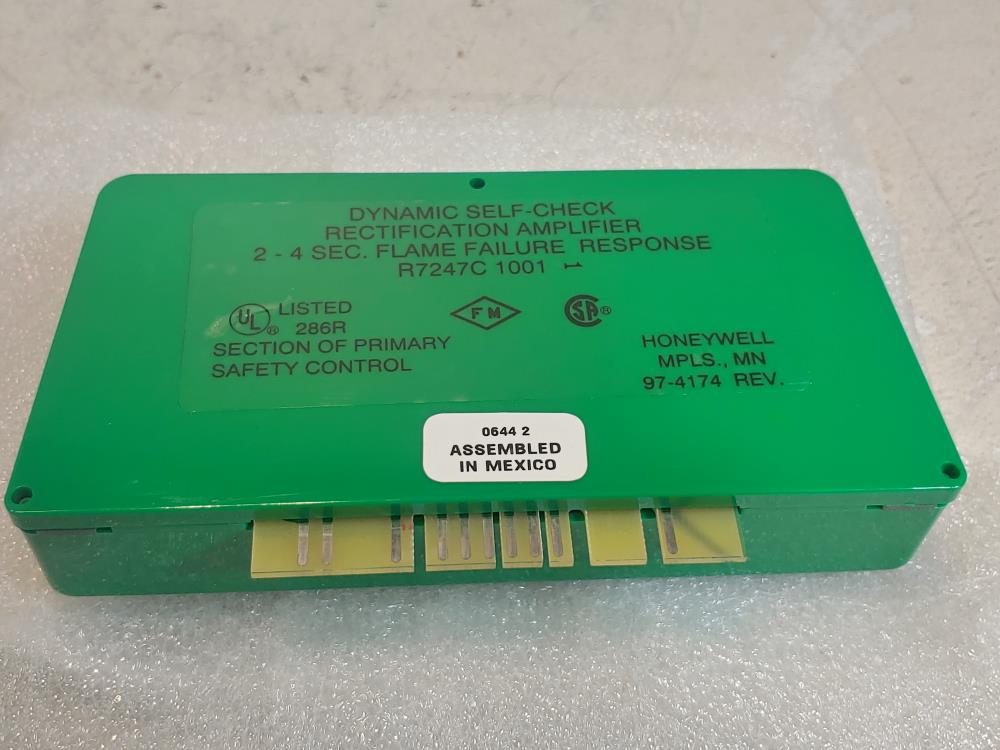 DYNAMIC SELF-CHECK
RECTIFICATION AMPLIFIER
2 - 4 SEC. FLAME FAILURE RESPONSE
R7247C 1001
UL ® LISTED
286R
SECTION OF PRIMARY
SAFETY CONTROL
FM
SA ®
HONEYWELL
MPLS., MN
97-4174 REV.
0644 2
ASSEMBLED
IN MEXICO